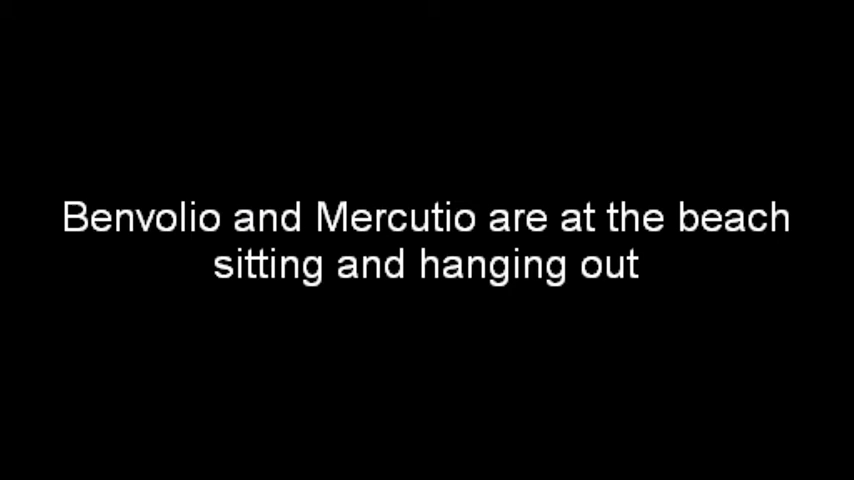 Benvolio and Mercutio are at the beach
sitting and hanging out